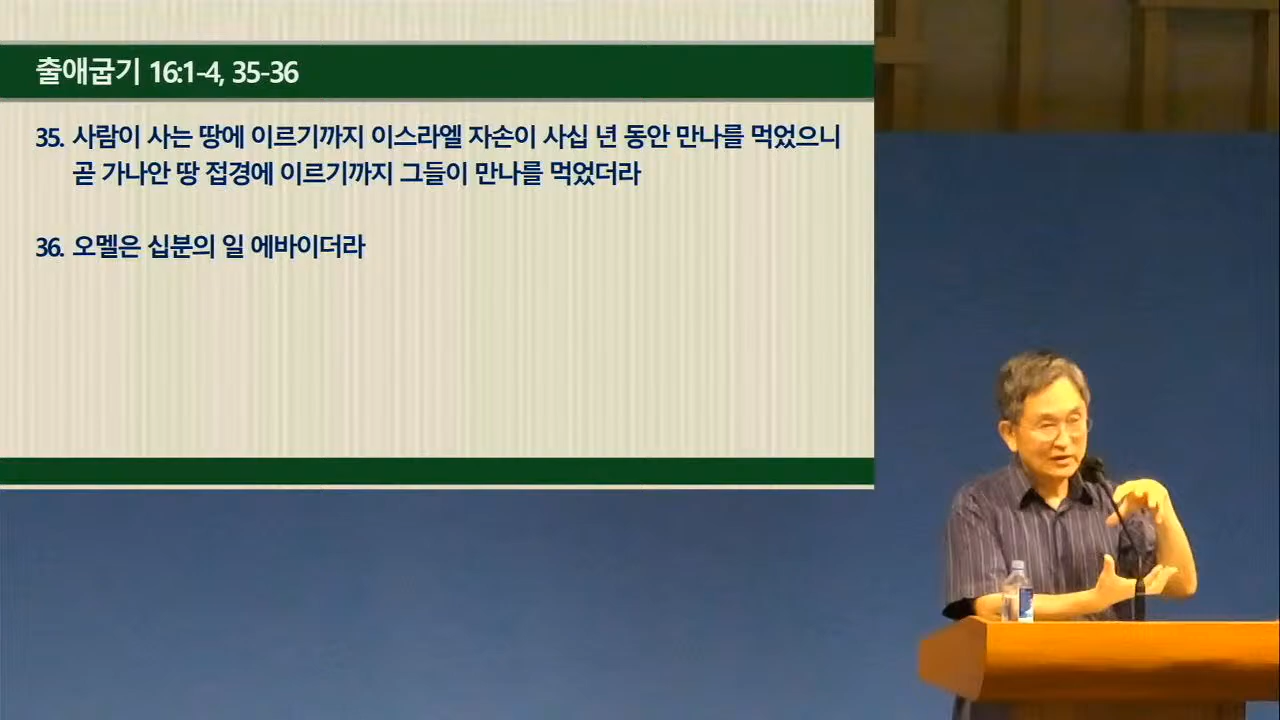 출애굽기 16:1-4, 35-36
35. 사람이 사는 땅에 이르기까지 이스라엘 자손이 사십 년 동안 만나를 먹었으니
곧 가나안 땅 접경에 이르기까지 그들이 만나를 먹었더라
36. 오멜은 십분의 일 에바이더라